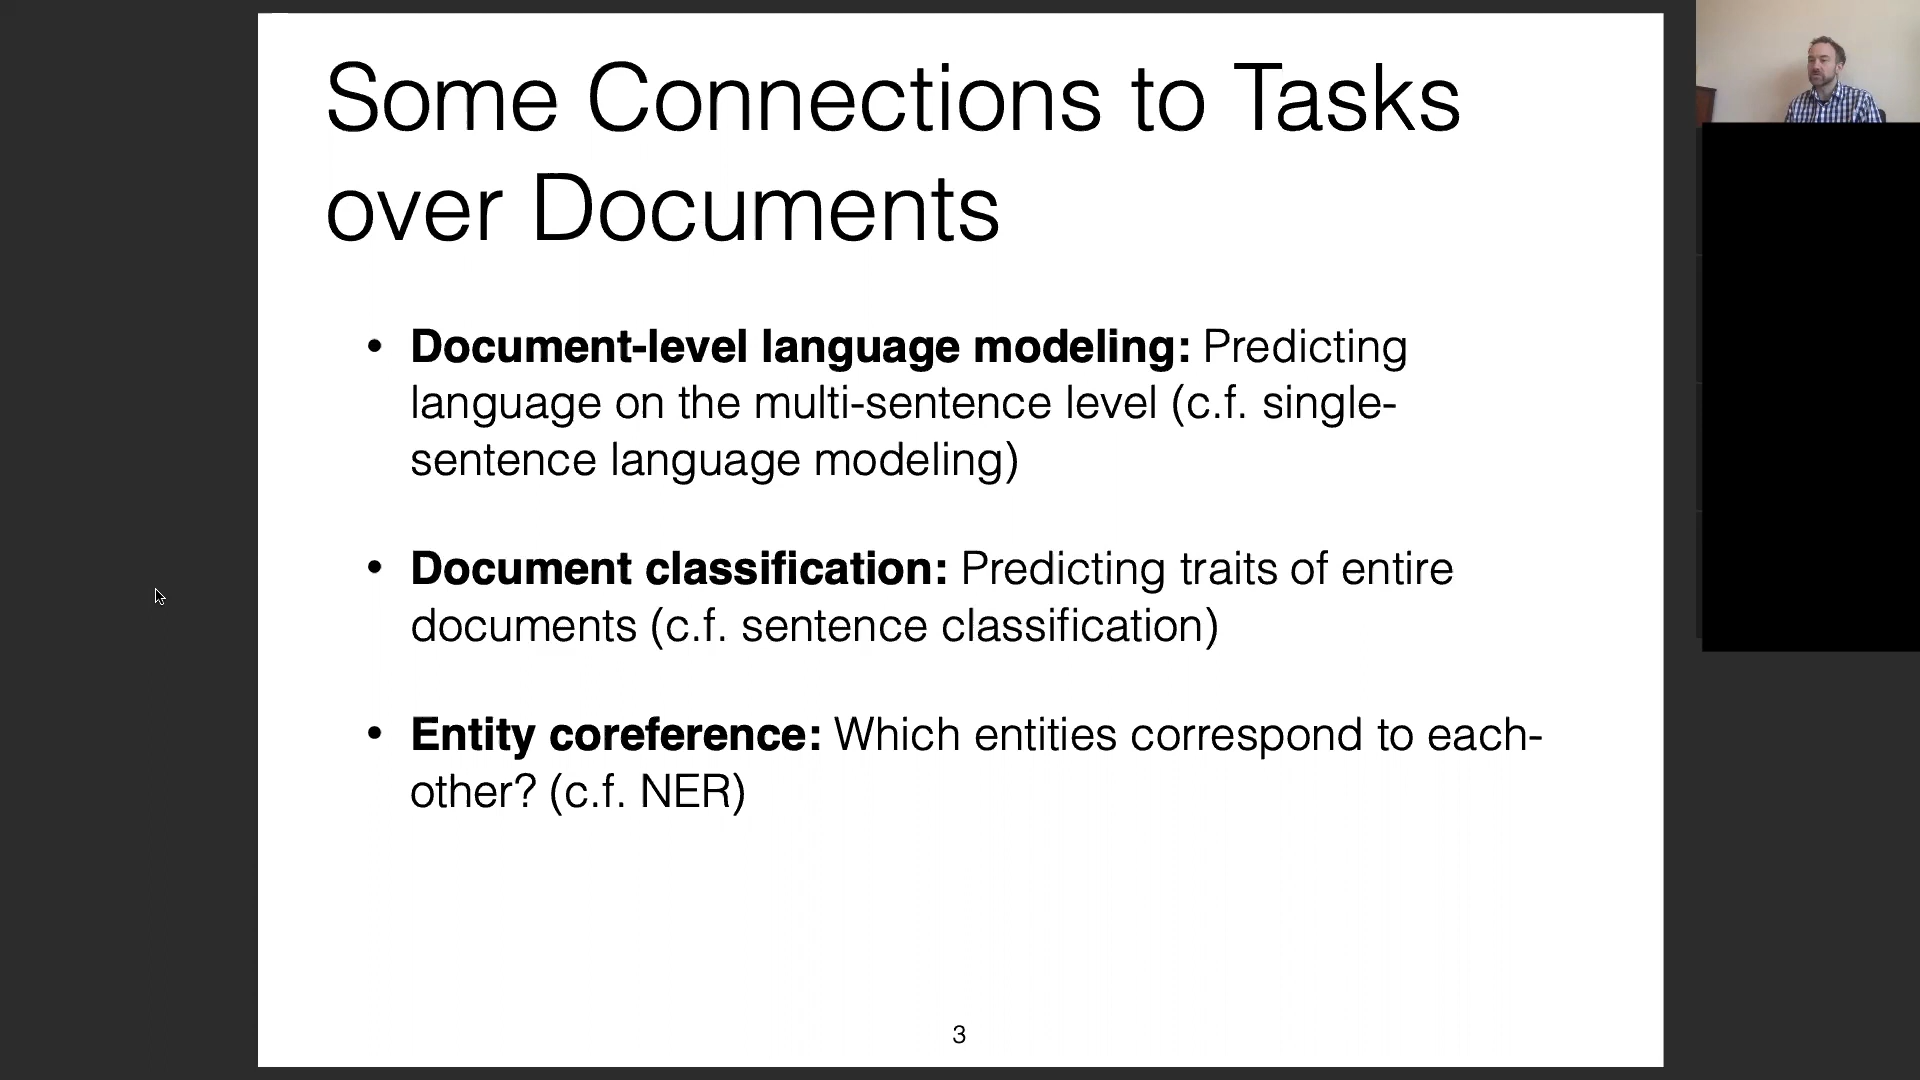 Some Connections to Tasks
over Documents
• Document-level language modeling: Predicting
language on the multi-sentence level (c.f. single-
sentence language modeling)
• Document classification: Predicting traits of entire
documents (c.f. sentence classification)
• Entity coreference: Which entities correspond to each-
other? (c.f. NER)
3